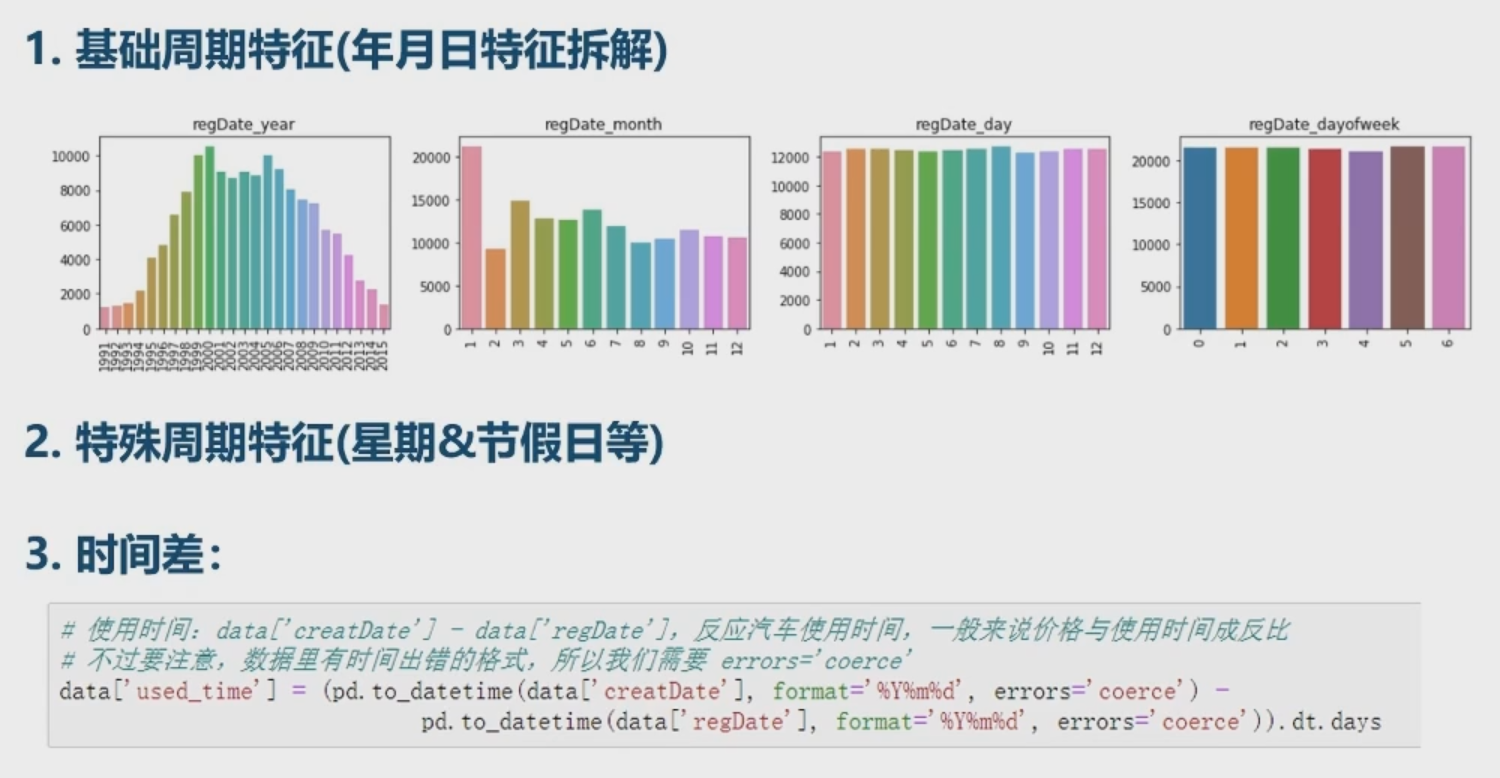 1. 基础周期特征(年月日特征拆解)
regDate_year
10000
8000
6000
4000
2000
0
1991 1992 1993 1994 1995 1996 1997 1998 1999 2000 2001 2002 2003 2004 2005 2006 2007 2008 2009 2010 2011 2012 2013 2014 2015
regDate_month
20000
15000
10000
5000
0
1 2 3 4 5 6 7 8 9 10 11 12
regDate_day
12000
10000
8000
6000
4000
2000
0
1 2 3 4 5 6 7 8 9 10 11 12
regDate_dayofweek
20000
15000
10000
5000
0
0 1 2 3 4 5 6
2. 特殊周期特征(星期&节假日等)
3. 时间差：
# 使用时间：data['creatDate'] - data['regDate']，反应汽车使用时间，一般来说价格与使用时间成反比
# 不过要注意，数据里有时间出错的格式，所以我们需要 errors='coerce'
data['used_time'] = (pd.to_datetime(data['creatDate'], format='%Y%m%d', errors='coerce') -
pd.to_datetime(data['regDate'], format='%Y%m%d', errors='coerce')).dt.days